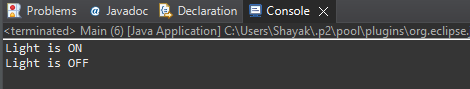 Problems Javadoc Declaration Console
<terminated> Main (6) [Java Application] C:\Users\Shayak\.p2\pool\plugins\org.eclipse.
Light is ON
Light is OFF